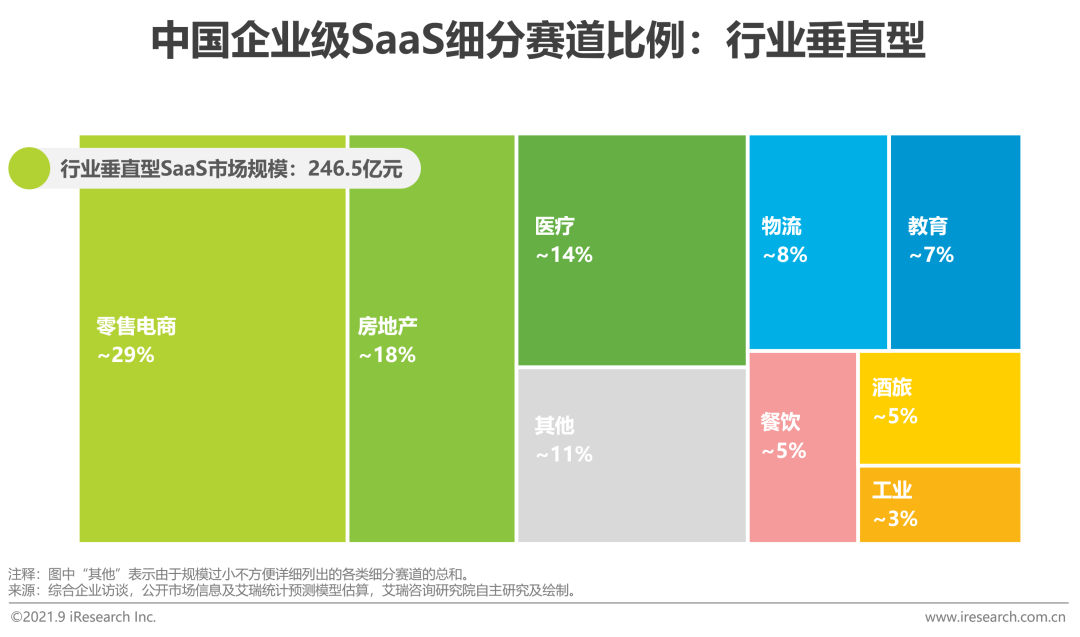 中国企业级SaaS细分赛道比例：行业垂直型
行业垂直型SaaS市场规模：246.5亿元
零售电商
~29%
房地产
~18%
医疗
~14%
其他
~11%
物流
~8%
教育
~7%
餐饮
~5%
酒旅
~5%
工业
~3%
注释：图中“其他”表示由于规模过小不方便详细列出的各类细分赛道的总和。
来源：综合企业访谈，公开市场信息及艾瑞统计预测模型估算，艾瑞咨询研究院自主研究及绘制。
©2021.9 iResearch Inc.
www.iresearch.com.cn